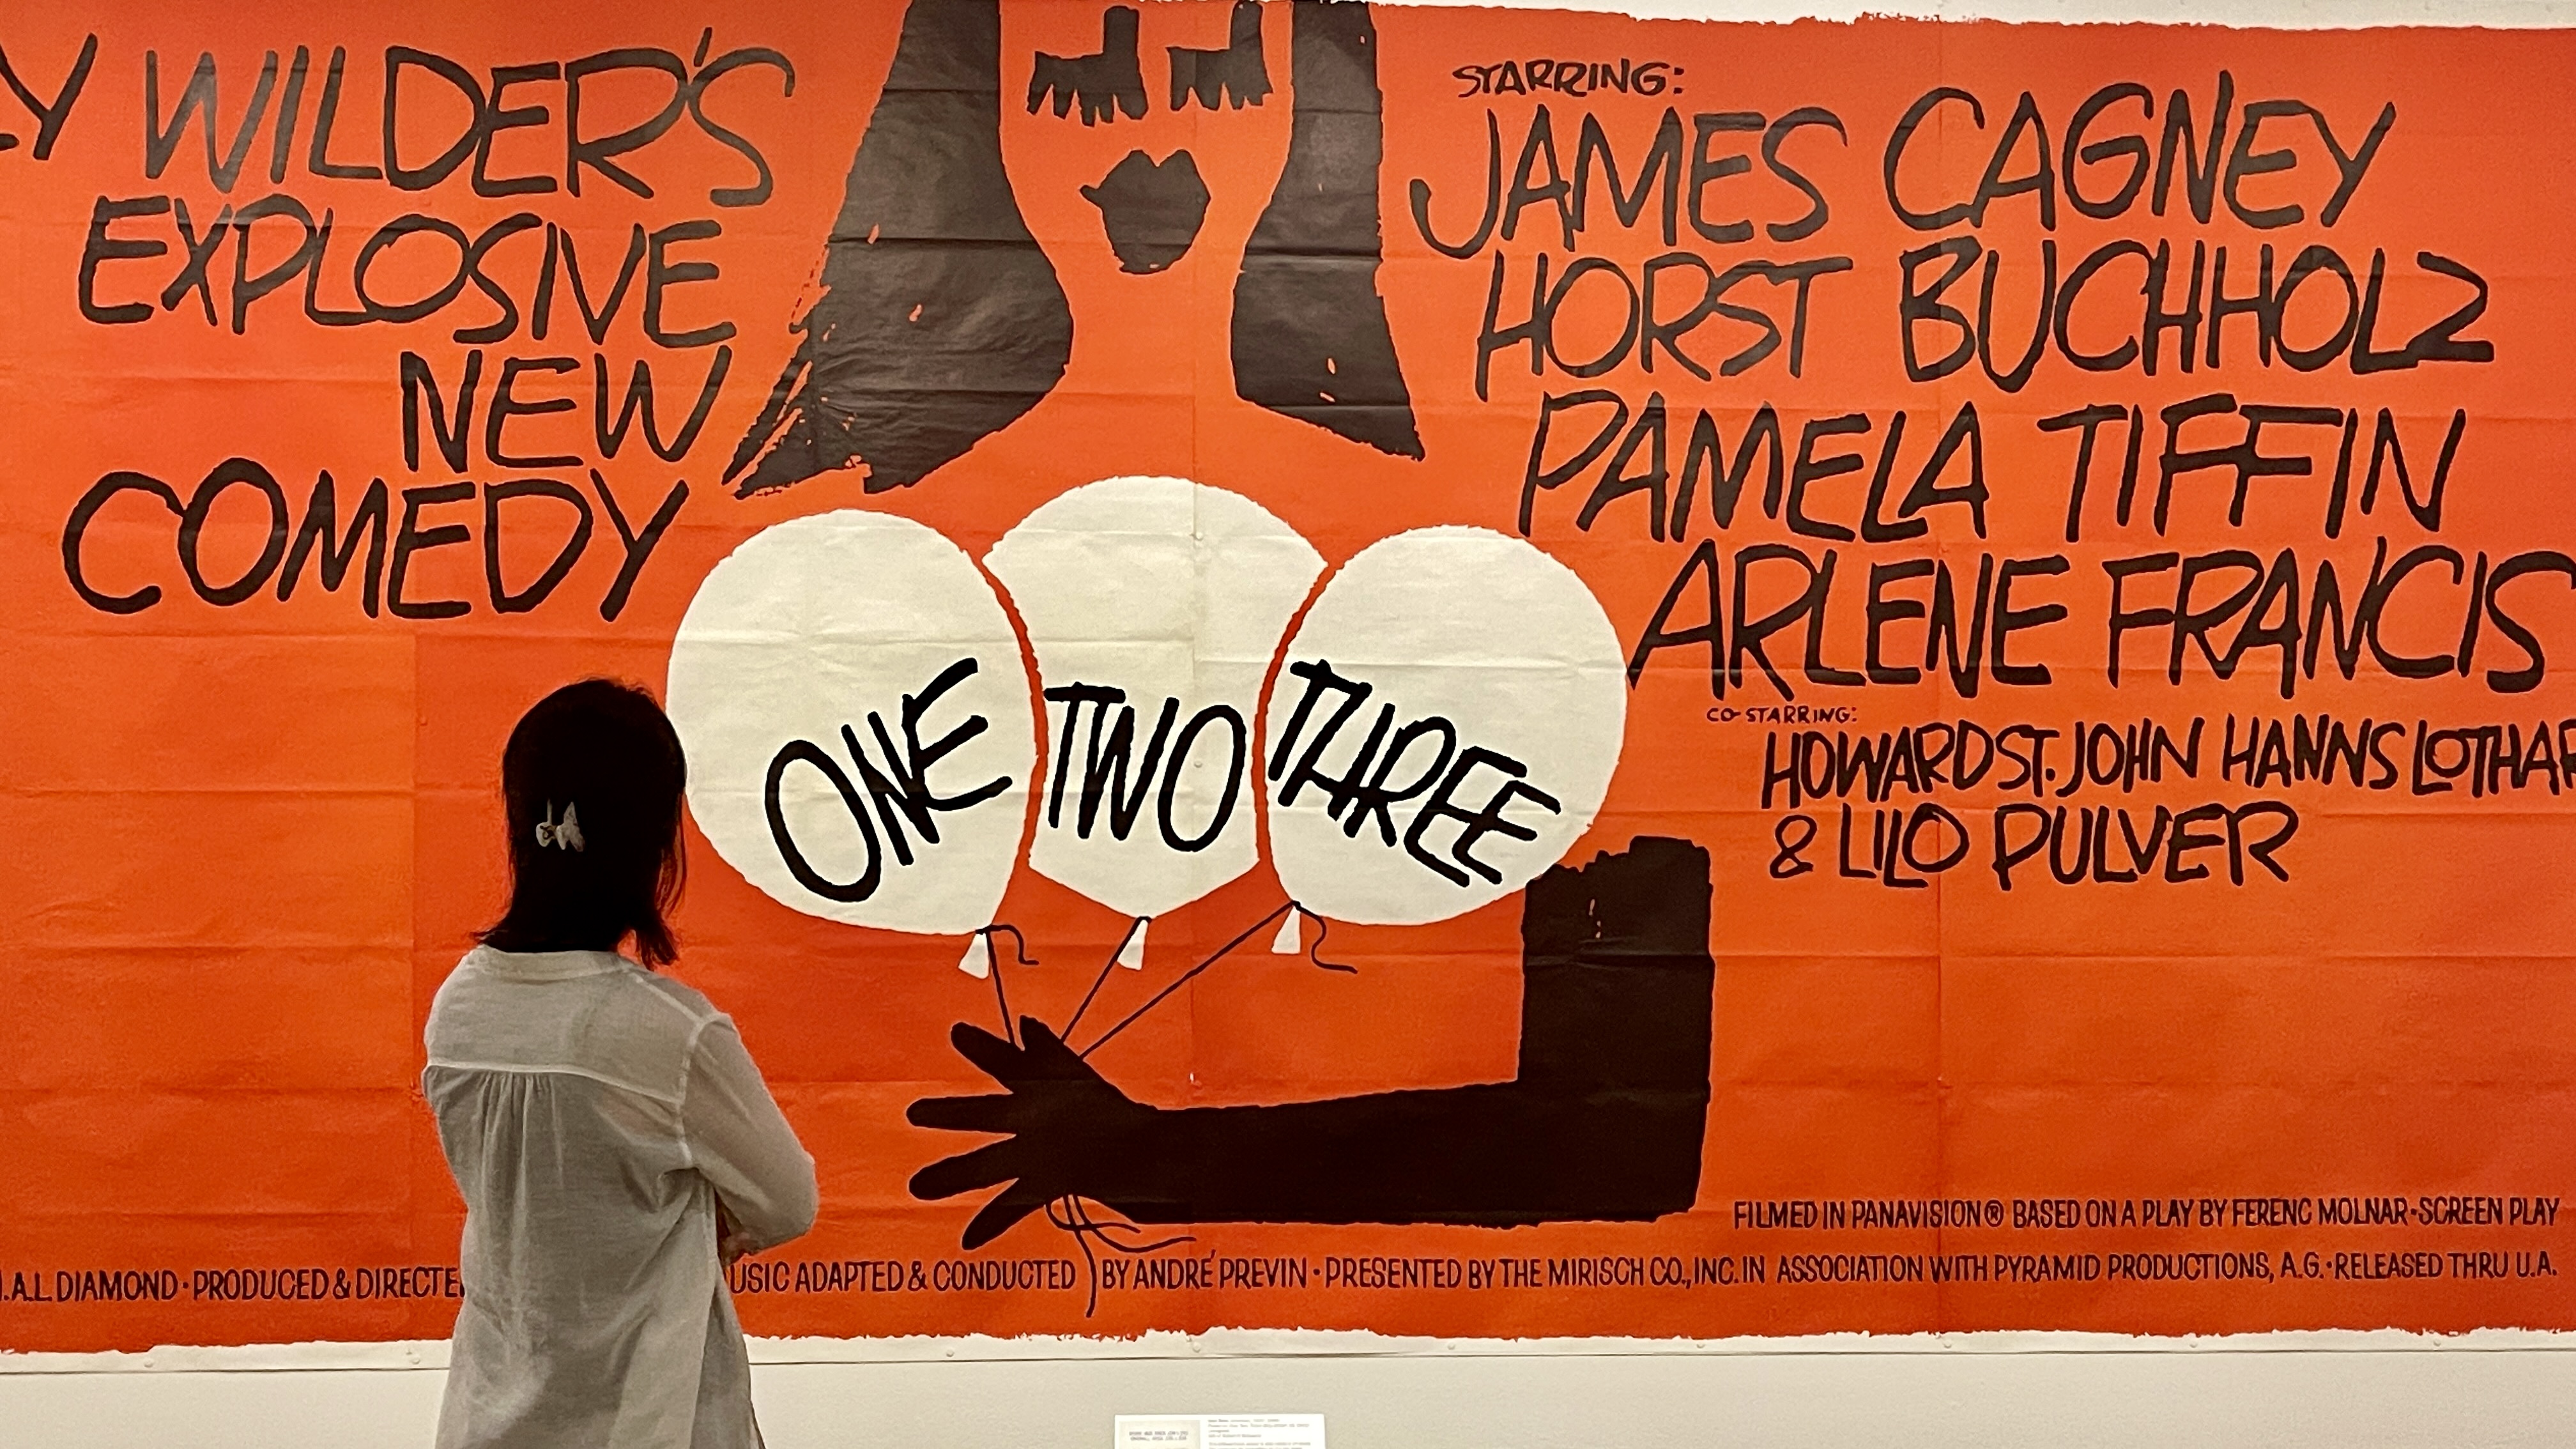 LY WILDER'S
EXPLOSIVE
NEW
COMEDY
STARRING:
JAMES CAGNEY
HORST BUCHHOLZ
PAMELA TIFFIN
ARLENE FRANCIS
CO-STARRING:
HOWARD ST. JOHN HANNS LOTHAR
& LILO PULVER
ONE TWO THREE
FILMED IN PANAVISION® BASED ON A PLAY BY FERENC MOLNAR•SCREEN PLAY
I.A.L. DIAMOND•PRODUCED & DIRECTE USIC ADAPTED & CONDUCTED BY ANDRÉ PREVIN•PRESENTED BY THE MIRISCH CO., INC. IN ASSOCIATION WITH PYRAMID PRODUCTIONS, A.G.•RELEASED THRU U.A.